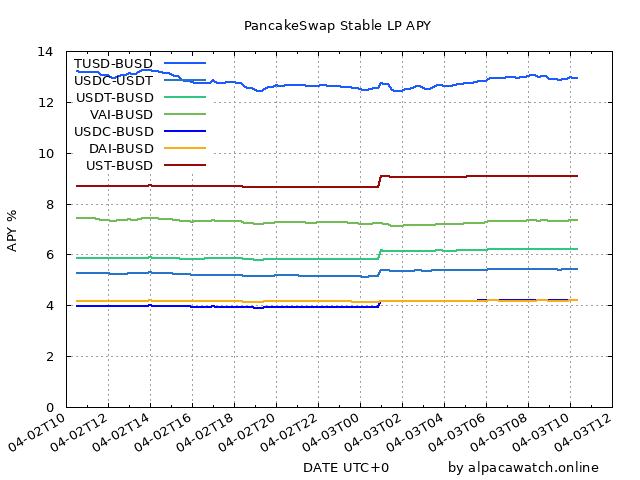 PancakeSwap Stable LP APY
14
12
10
8
6
4
2
0
APY %
TUSD-BUSD
USDC-USDT
USDT-BUSD
VAI-BUSD
USDC-BUSD
DAI-BUSD
UST-BUSD
04-02T10
04-02T12
04-02T14
04-02T16
04-02T18
04-02T20
04-02T22
04-03T00
04-03T02
04-03T04
04-03T06
04-03T08
04-03T10
04-03T12
DATE UTC+0
by alpacawatch.online